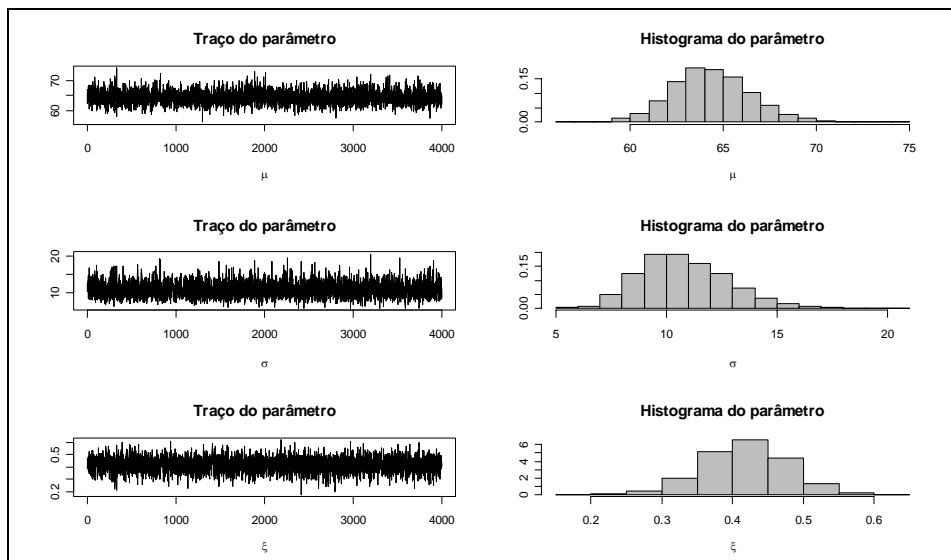 Traço do parâmetro
60 70
0 1000 2000 3000 4000
μ
Histograma do parâmetro
0.00 0.15
60 65 70 75
μ
Traço do parâmetro
10 20
0 1000 2000 3000 4000
σ
Histograma do parâmetro
0.00 0.15
5 10 15 20
σ
Traço do parâmetro
0.2 0.5
0 1000 2000 3000 4000
ξ
Histograma do parâmetro
0 2 4 6
0.2 0.3 0.4 0.5 0.6
ξ